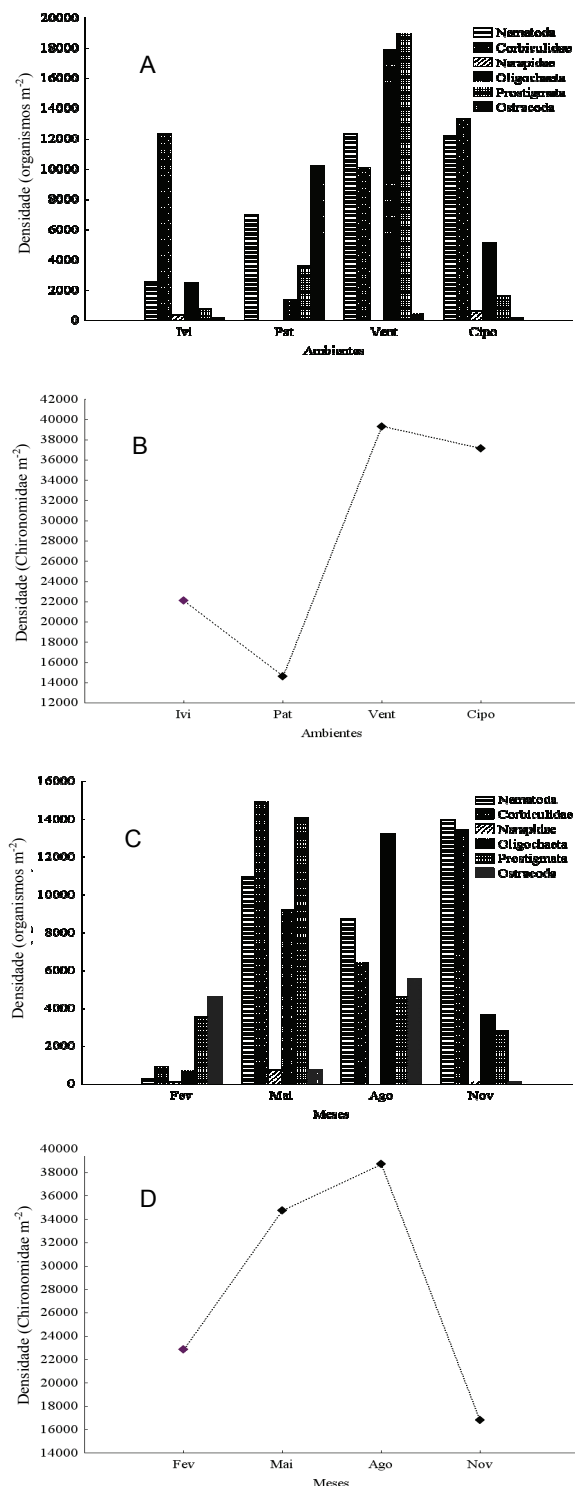 A
Densidade (organismos m-2)
20000
18000
16000
14000
12000
10000
8000
6000
4000
2000
0
Nematoda
Corbiculidae
Narapidae
Oligochaeta
Prostigmata
Ostracoda
Ivi Pat Vent Cipo
Ambientes
B
Densidade (Chironomidae m-2)
42000
40000
38000
36000
34000
32000
30000
28000
26000
24000
22000
20000
18000
16000
14000
12000
Ivi Pat Vent Cipo
Ambientes
C
Densidade (organismos m-2)
16000
14000
12000
10000
8000
6000
4000
2000
0
Nematoda
Corbiculidae
Narapidae
Oligochaeta
Prostigmata
Ostracoda
Fev Mai Ago Nov
Meses
D
Densidade (Chironomidae m-2)
40000
38000
36000
34000
32000
30000
28000
26000
24000
22000
20000
18000
16000
14000
Fev Mai Ago Nov
Meses